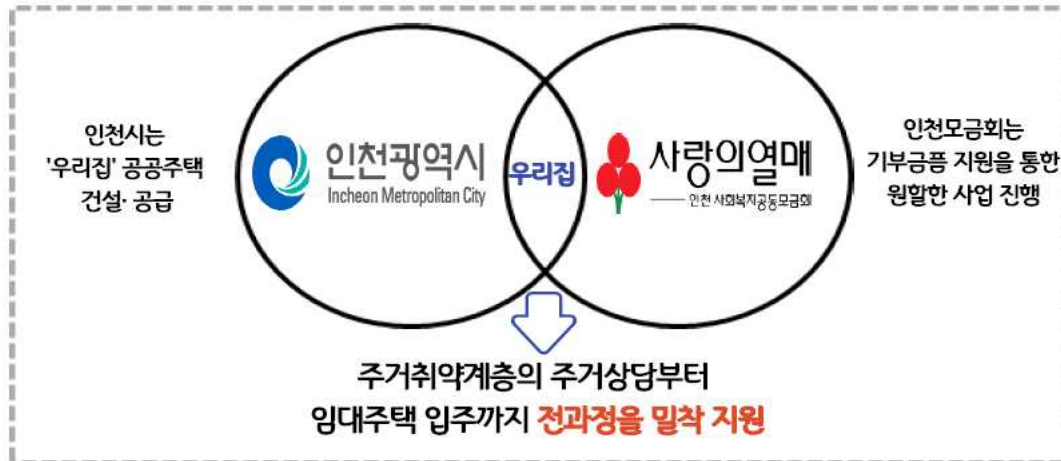 인천시는
'우리집' 공공주택
건설· 공급
인천광역시
Incheon Metropolitan City
우리집
사랑의열매
인천 사회복지공동모금회
인천모금회는
기부금품 지원을 통한
원할한 사업 진행
주거취약계층의 주거상담부터
임대주택 입주까지 전과정을 밀착 지원